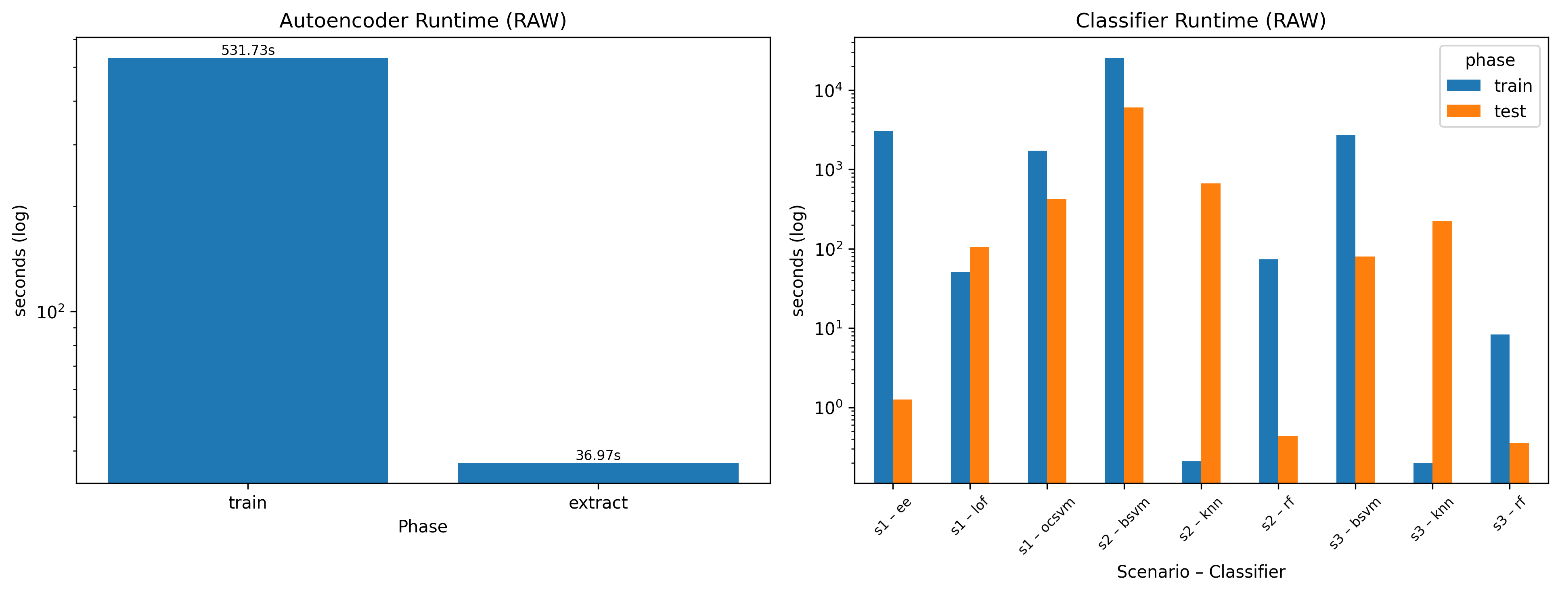 Autoencoder Runtime (RAW)
531.73s
36.97s
seconds (log)
10²
train
extract
Phase
Classifier Runtime (RAW)
phase
train
test
seconds (log)
10⁴
10³
10²
10¹
10⁰
s1 – ee
s1 – lof
s1 – ocsvm
s2 – bsvm
s2 – knn
s2 – rf
s3 – bsvm
s3 – knn
s3 – rf
Scenario – Classifier